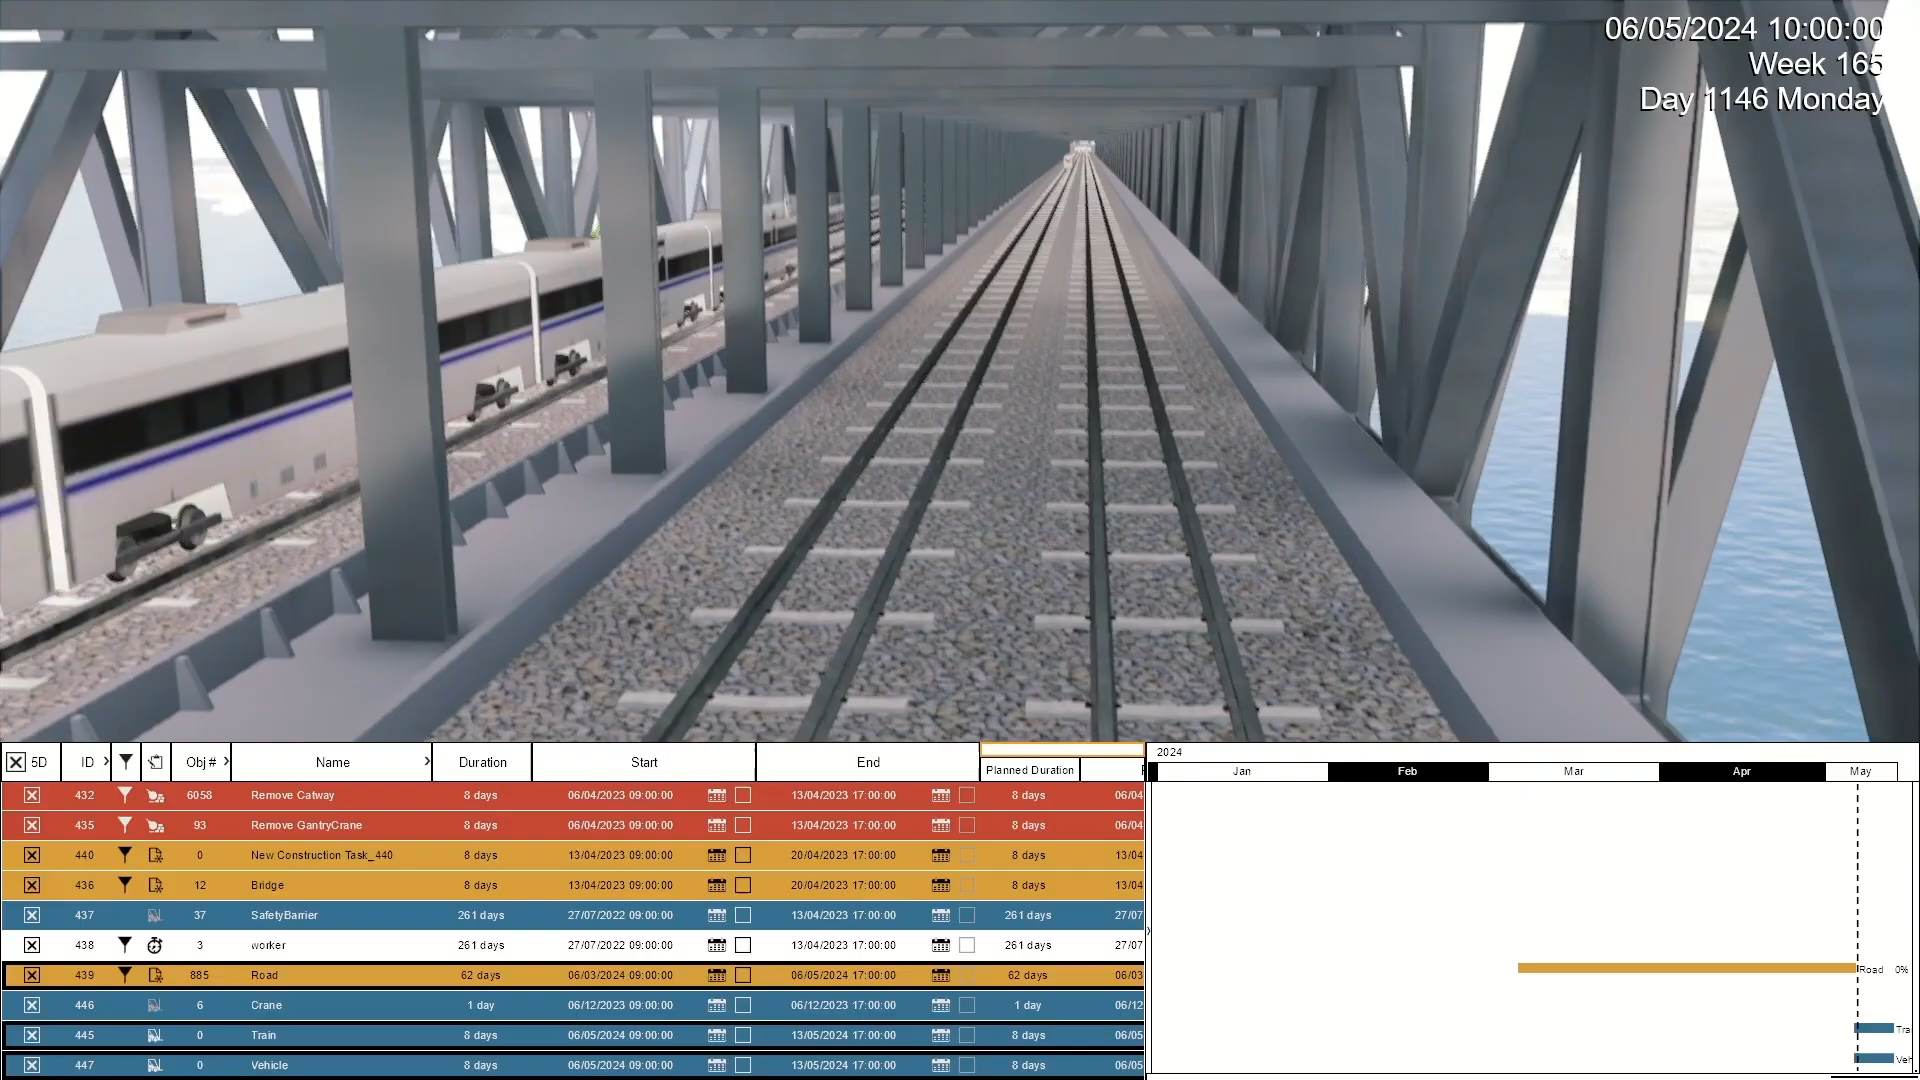 06/05/2024 10:00:00
Week 165
Day 1146 Monday
5D ID Obj # Name Duration Start End Planned Duration
432 6058 Remove Catway 8 days 06/04/2023 09:00:00 13/04/2023 17:00:00 8 days 06/04
435 93 Remove GantryCrane 8 days 06/04/2023 09:00:00 13/04/2023 17:00:00 8 days 06/04
440 0 New Construction Task_440 8 days 13/04/2023 09:00:00 20/04/2023 17:00:00 8 days 13/04
436 12 Bridge 8 days 13/04/2023 09:00:00 20/04/2023 17:00:00 8 days 13/04
437 37 SafetyBarrier 261 days 27/07/2022 09:00:00 13/04/2023 17:00:00 261 days 27/07
438 3 worker 261 days 27/07/2022 09:00:00 13/04/2023 17:00:00 261 days 27/07
439 885 Road 62 days 06/03/2024 09:00:00 06/05/2024 17:00:00 62 days 06/03
446 6 Crane 1 day 06/12/2023 09:00:00 06/12/2023 17:00:00 1 day 06/12
445 0 Train 8 days 06/05/2024 09:00:00 13/05/2024 17:00:00 8 days 06/05
447 0 Vehicle 8 days 06/05/2024 09:00:00 13/05/2024 17:00:00 8 days 06/05
2024
Jan Feb Mar Apr May
Road 0%
Tra
Veh